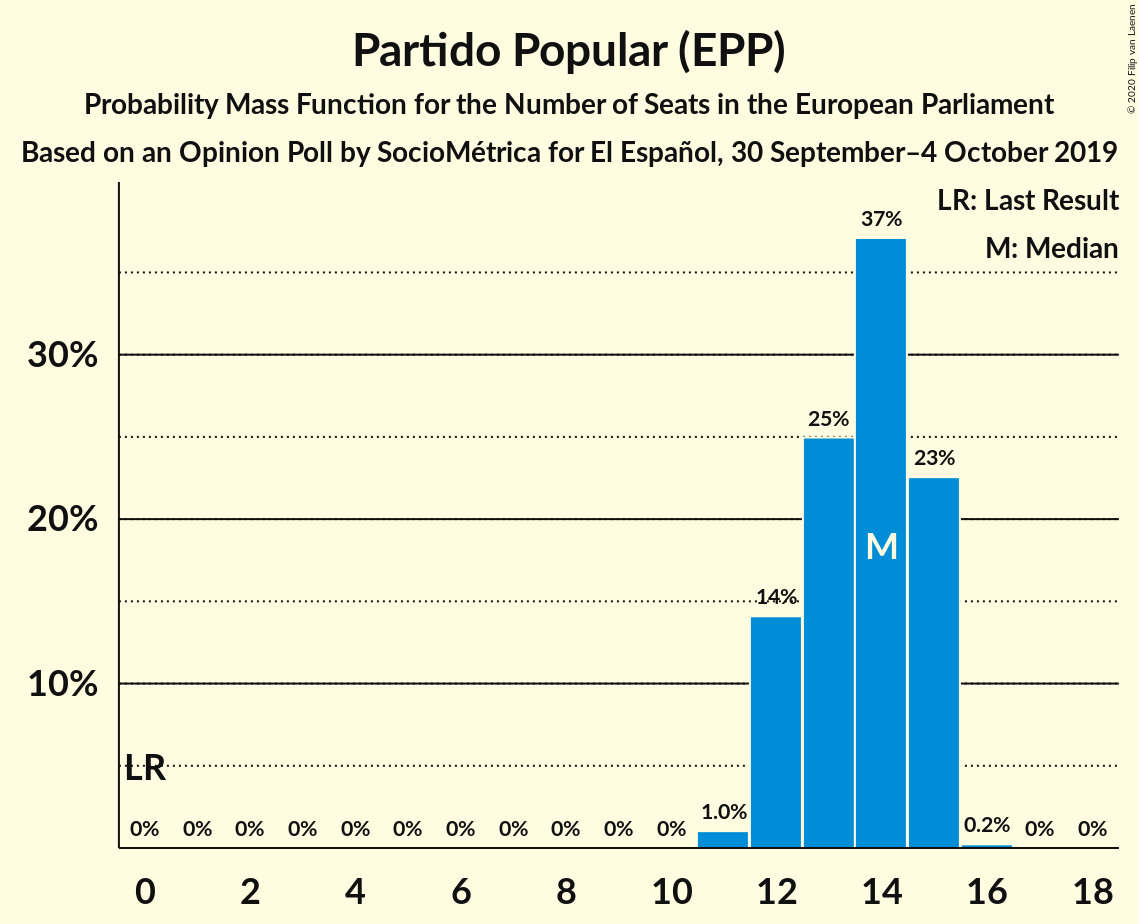 Partido Popular (EPP)
Probability Mass Function for the Number of Seats in the European Parliament
Based on an Opinion Poll by SocioMétrica for El Español, 30 September–4 October 2019
© 2020 Filip van Laenen
LR: Last Result
M: Median
37%
30%
25%
23%
20%
M
14%
10%
LR
0% 0% 0% 0% 0% 0% 0% 0% 0% 0% 0% 1.0% 0.2% 0% 0%
0 2 4 6 8 10 12 14 16 18